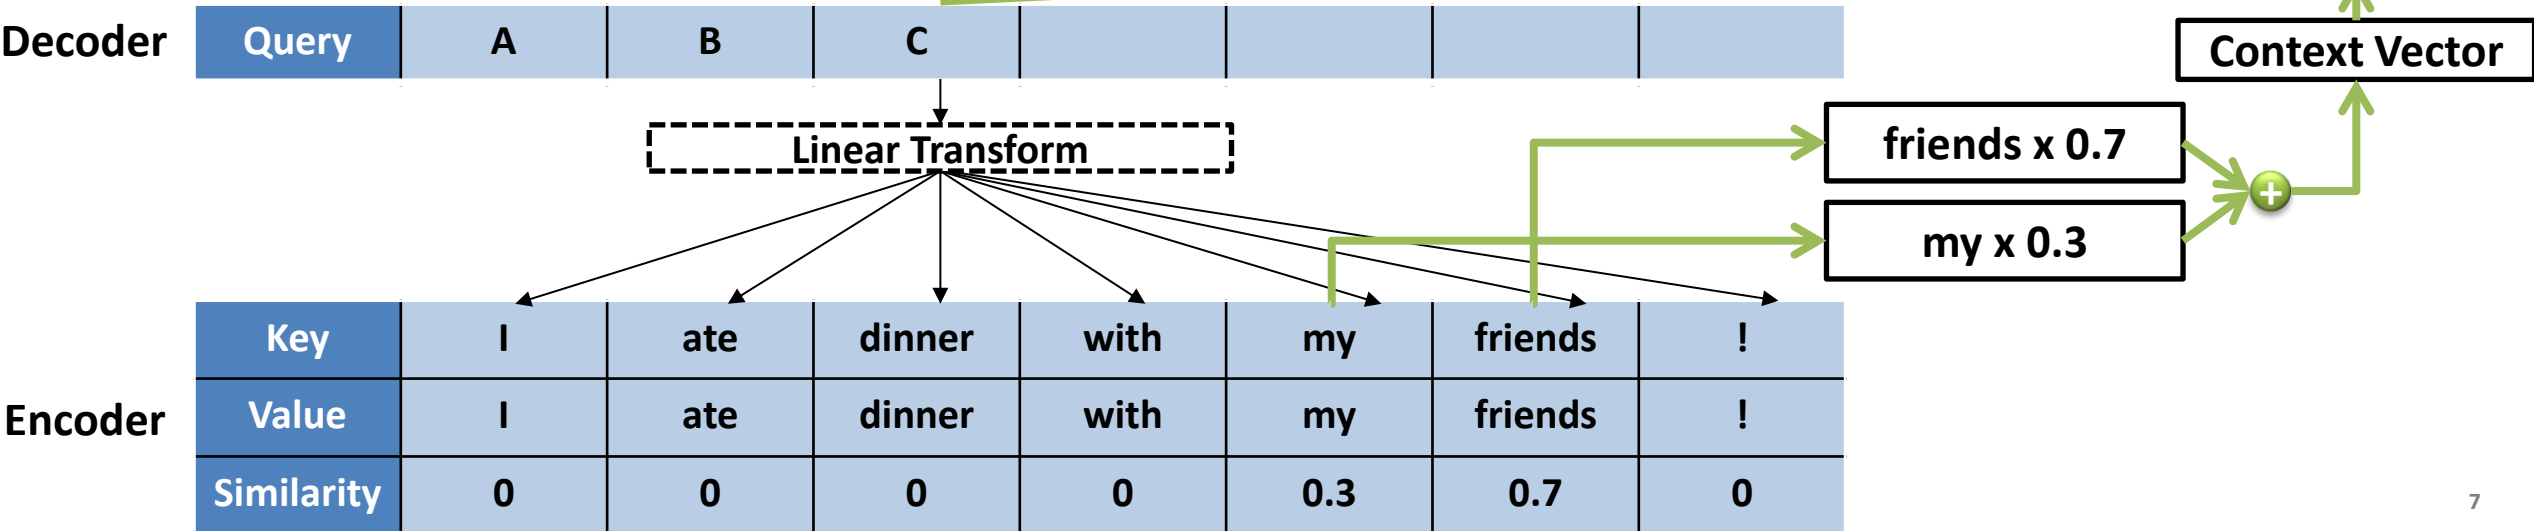 Decoder Query A B C
Context Vector
Linear Transform
friends x 0.7
+
my x 0.3
Key I ate dinner with my friends !
Encoder Value I ate dinner with my friends !
Similarity 0 0 0 0 0.3 0.7 0
7